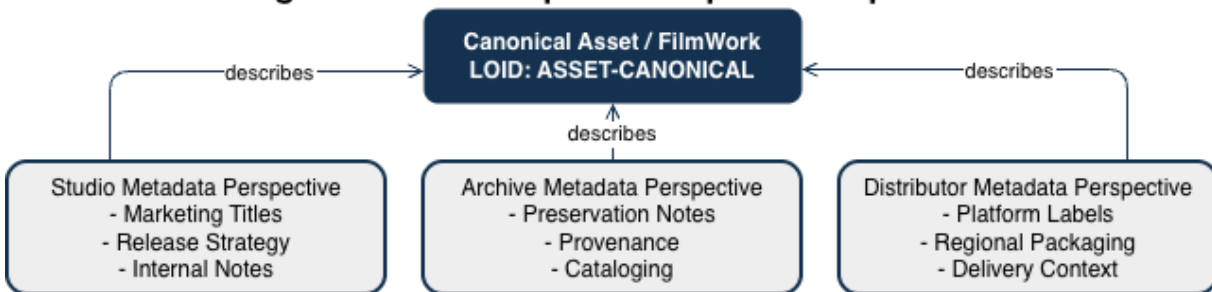 Canonical Asset / FilmWork
LOID: ASSET-CANONICAL
describes
describes
describes
Studio Metadata Perspective
- Marketing Titles
- Release Strategy
- Internal Notes
Archive Metadata Perspective
- Preservation Notes
- Provenance
- Cataloging
Distributor Metadata Perspective
- Platform Labels
- Regional Packaging
- Delivery Context